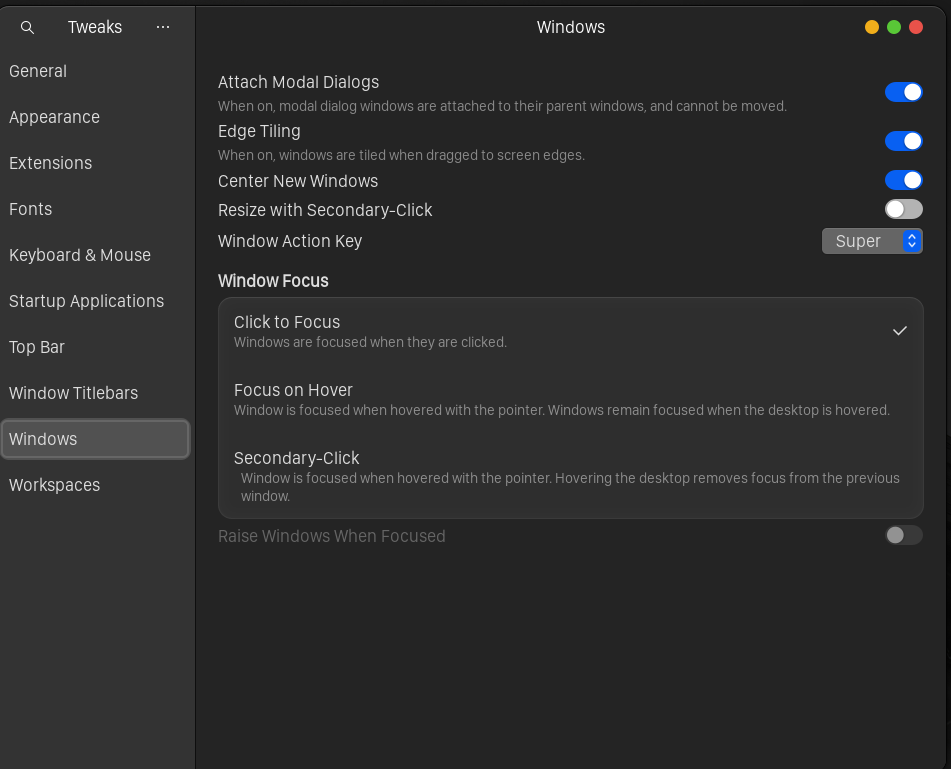 Tweaks
General
Appearance
Extensions
Fonts
Keyboard & Mouse
Startup Applications
Top Bar
Window Titlebars
Windows
Workspaces
Windows
Attach Modal Dialogs
When on, modal dialog windows are attached to their parent windows, and cannot be moved.
Edge Tiling
When on, windows are tiled when dragged to screen edges.
Center New Windows
Resize with Secondary-Click
Window Action Key
Super
Window Focus
Click to Focus
Windows are focused when they are clicked.
Focus on Hover
Window is focused when hovered with the pointer. Windows remain focused when the desktop is hovered.
Secondary-Click
Window is focused when hovered with the pointer. Hovering the desktop removes focus from the previous
window.
Raise Windows When Focused